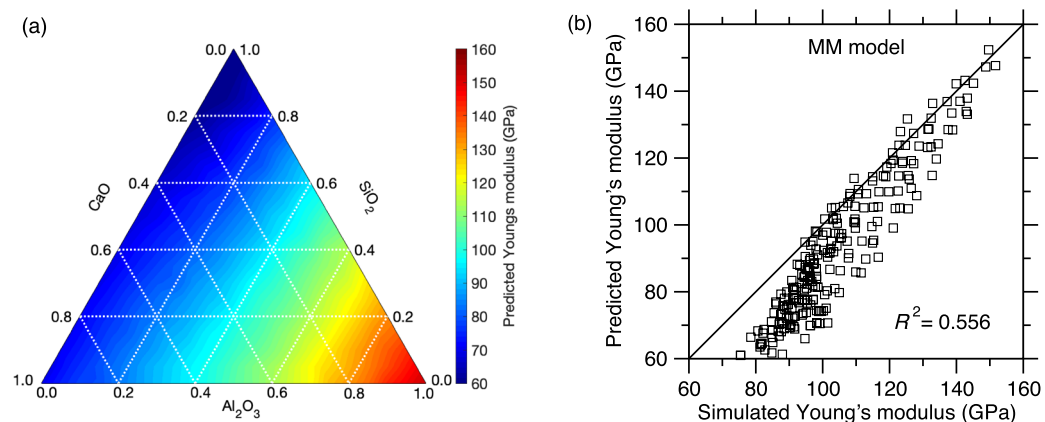 (a)
0.0 1.0
0.2 0.8
0.4 0.6
CaO
SiO2
0.6 0.4
0.8 0.2
1.0 0.0
0.0 0.2 0.4 0.6 0.8 1.0
Al2O3
160
150
140
130
120
110
100
90
80
70
60
Predicted Youngs modulus (GPa)
(b)
MM model
160
140
120
100
80
60
Predicted Young's modulus (GPa)
R2 = 0.556
60 80 100 120 140 160
Simulated Young's modulus (GPa)